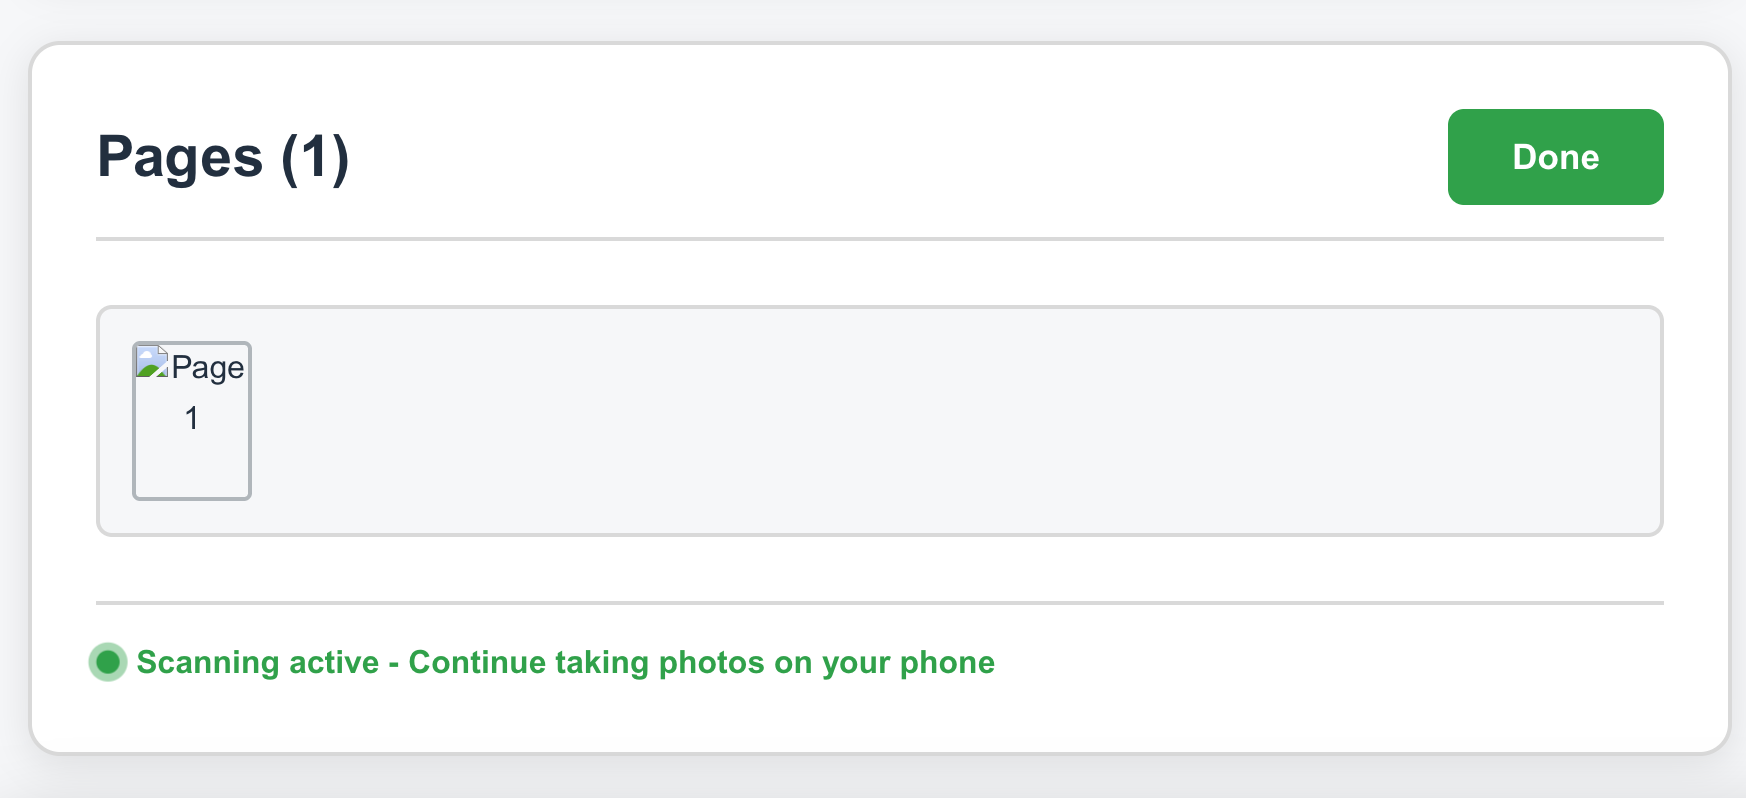 Pages (1)
Done
Page
1
Scanning active - Continue taking photos on your phone